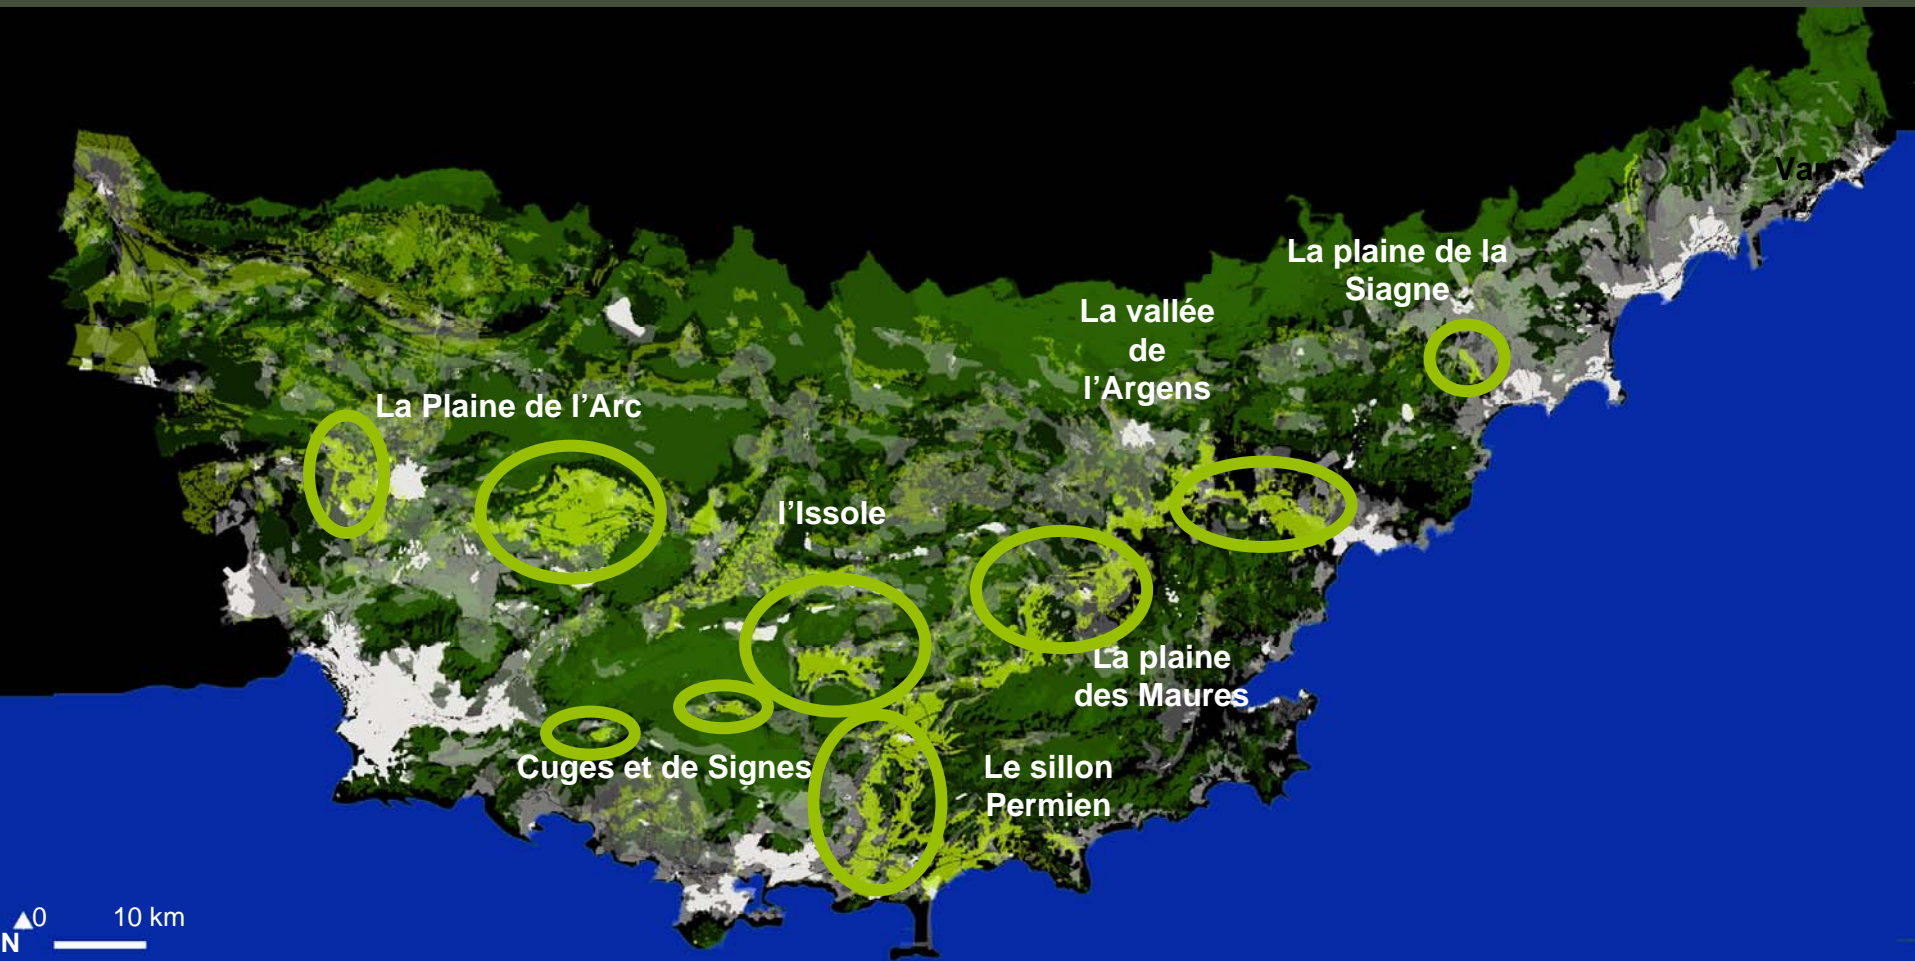 Var
La plaine de la
Siagne
La vallée
de
l’Argens
La Plaine de l’Arc
l’Issole
La plaine
des Maures
Cuges et de Signes
Le sillon
Permien
0 10 km
N